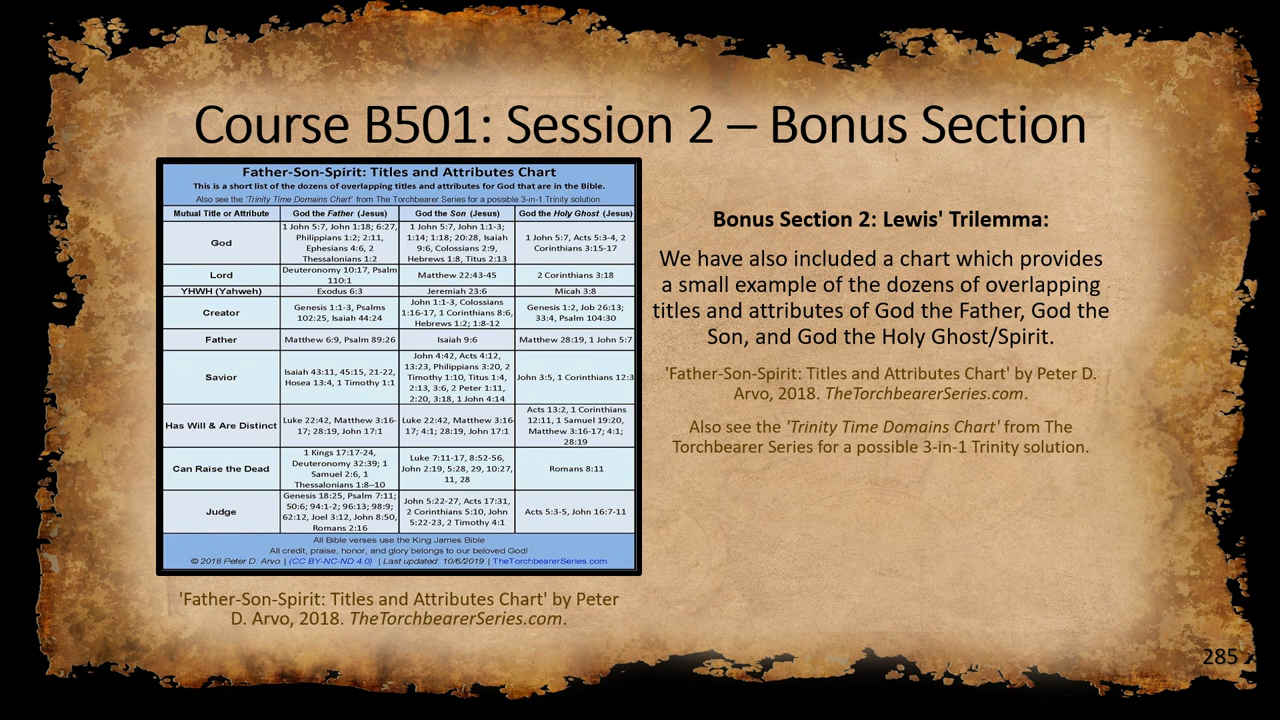 Course B501: Session 2 – Bonus Section
Father-Son-Spirit: Titles and Attributes Chart
This is a short list of the dozens of overlapping titles and attributes for God that are in the Bible.
Also see the 'Trinity Time Domains Chart' from The Torchbearer Series for a possible 3-in-1 Trinity solution.
Mutual Title or Attribute
God the Father (Jesus)
God the Son (Jesus)
God the Holy Ghost (Jesus)
God
1 John 5:7, John 1:18; 6:27,
Philippians 1:2; 2:11,
Ephesians 4:6, 2
Thessalonians 1:2
1 John 5:7, John 1:1-3;
1:14; 1:18; 20:28, Isaiah
9:6, Colossians 2:9,
Hebrews 1:8, Titus 2:13
1 John 5:7, Acts 5:3-4, 2
Corinthians 3:15-17
Lord
Deuteronomy 10:17, Psalm
110:1
Matthew 22:43-45
2 Corinthians 3:18
YHWH (Yahweh)
Exodus 6:3
Jeremiah 23:6
Micah 3:8
Creator
Genesis 1:1-3, Psalms
102:25, Isaiah 44:24
John 1:1-3, Colossians
1:16-17, 1 Corinthians 8:6,
Hebrews 1:2; 1:8-12
Genesis 1:2, Job 26:13;
33:4, Psalm 104:30
Father
Matthew 6:9, Psalm 89:26
Isaiah 9:6
Matthew 28:19, 1 John 5:7
Savior
Isaiah 43:11, 45:15, 21-22,
Hosea 13:4, 1 Timothy 1:1
John 4:42, Acts 4:12,
13:23, Philippians 3:20, 2
Timothy 1:10, Titus 1:4,
2:13, 3:6, 2 Peter 1:11,
2:20, 3:18, 1 John 4:14
John 3:5, 1 Corinthians 12:3
Has Will & Are Distinct
Luke 22:42, Matthew 3:16-
17; 28:19, John 17:1
Luke 22:42, Matthew 3:16-
17; 4:1; 28:19, John 17:1
Acts 13:2, 1 Corinthians
12:11, 1 Samuel 19:20,
Matthew 3:16-17; 4:1;
28:19
Can Raise the Dead
1 Kings 17:17-24,
Deuteronomy 32:39; 1
Samuel 2:6, 1
Thessalonians 1:8–10
Luke 7:11-17, 8:52-56,
John 2:19, 5:28, 29, 10:27,
11, 28
Romans 8:11
Judge
Genesis 18:25, Psalm 7:11;
50:6; 94:1-2; 96:13; 98:9;
62:12, Joel 3:12, John 8:50,
Romans 2:16
John 5:22-27, Acts 17:31,
2 Corinthians 5:10, John
5:22-23, 2 Timothy 4:1
Acts 5:3-5, John 16:7-11
All Bible verses use the King James Bible
All credit, praise, honor, and glory belongs to our beloved God!
© 2018 Peter D. Arvo | (CC BY-NC-ND 4.0) | Last updated: 10/6/2019 | TheTorchbearerSeries.com
'Father-Son-Spirit: Titles and Attributes Chart' by Peter
D. Arvo, 2018. TheTorchbearerSeries.com.
Bonus Section 2: Lewis' Trilemma:
We have also included a chart which provides
a small example of the dozens of overlapping
titles and attributes of God the Father, God the
Son, and God the Holy Ghost/Spirit.
'Father-Son-Spirit: Titles and Attributes Chart' by Peter D.
Arvo, 2018. TheTorchbearerSeries.com.
Also see the 'Trinity Time Domains Chart' from The
Torchbearer Series for a possible 3-in-1 Trinity solution.
285